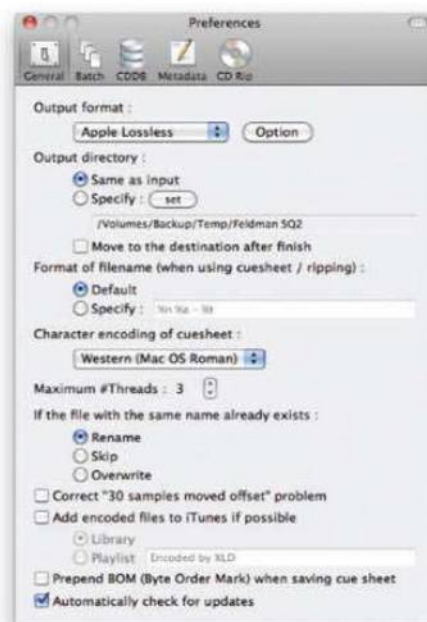 Preferences
General Batch CDDB Metadata CD Rip
Output format :
Apple Lossless Option
Output directory :
Same as input
Specify : set
/Volumes/Backup/Temp/Feldman SQ2
Move to the destination after finish
Format of filename (when using cuesheet / ripping) :
Default
Specify :
Character encoding of cuesheet :
Western (Mac OS Roman)
Maximum #Threads : 3
If the file with the same name already exists :
Rename
Skip
Overwrite
Correct "30 samples moved offset" problem
Add encoded files to iTunes if possible
Library
Playlist Encoded by XLD
Prepend BOM (Byte Order Mark) when saving cue sheet
Automatically check for updates